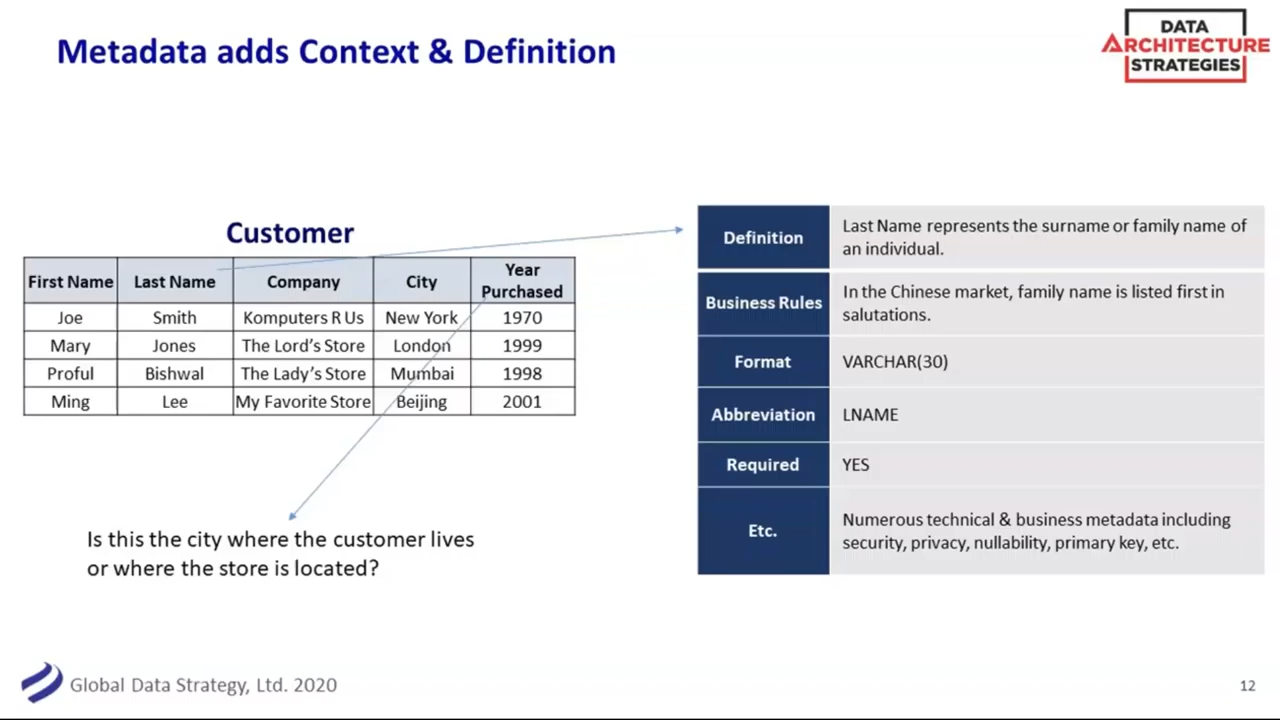 Metadata adds Context & Definition
DATA
ARCHITECTURE
STRATEGIES
Customer
First Name Last Name Company City Year Purchased
Joe Smith Komputers R Us New York 1970
Mary Jones The Lord's Store London 1999
Proful Bishwal The Lady's Store Mumbai 1998
Ming Lee My Favorite Store Beijing 2001
Is this the city where the customer lives
or where the store is located?
Definition Last Name represents the surname or family name of
an individual.
Business Rules In the Chinese market, family name is listed first in
salutations.
Format VARCHAR(30)
Abbreviation LNAME
Required YES
Etc. Numerous technical & business metadata including
security, privacy, nullability, primary key, etc.
Global Data Strategy, Ltd. 2020
12